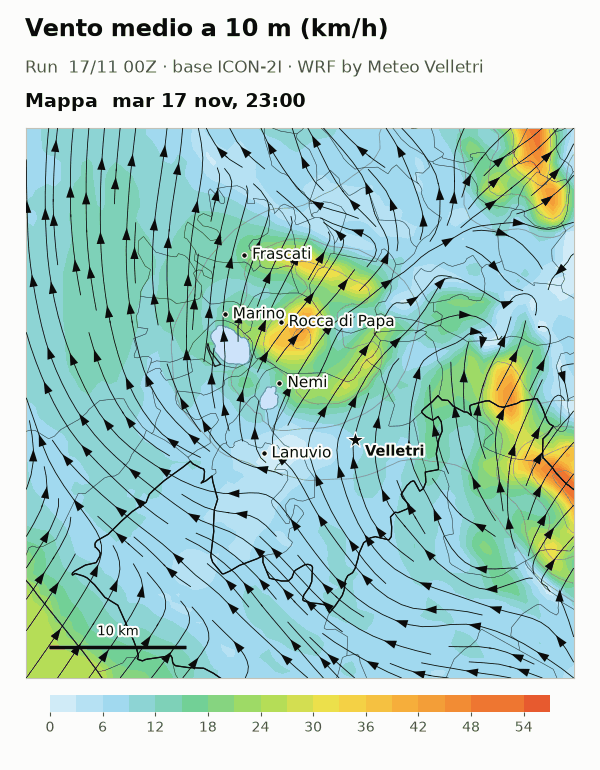 Vento medio a 10 m (km/h)
Run  17/11 00Z · base ICON-2I · WRF by Meteo Velletri
Mappa  mar 17 nov, 23:00
Frascati
Marino
Rocca di Papa
Nemi
Velletri
Lanuvio
10 km
0 6 12 18 24 30 36 42 48 54